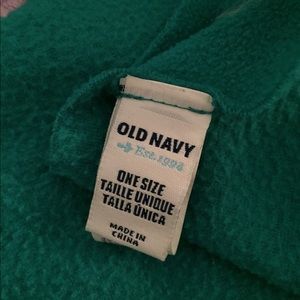 OLD NAVY
Est. 1994
ONE SIZE
TAILLE UNIQUE
TALLA ÚNICA
MADE IN
CHINA